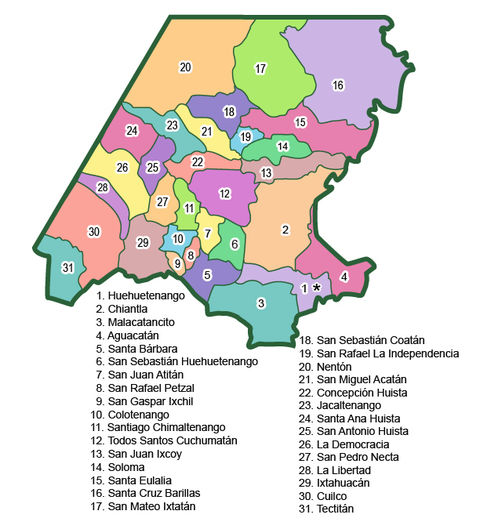 20
17
16
18
15
23
24
21
19
14
22
26
25
13
28
12
27
11
2
30
10
7
29
6
8
31
9
5
4
1 *
3
1. Huehuetenango
2. Chiantla
3. Malacatancito
4. Aguacatán
5. Santa Bárbara
6. San Sebastián Huehuetenango
7. San Juan Atitán
8. San Rafael Petzal
9. San Gaspar Ixchil
10. Colotenango
11. Santiago Chimaltenango
12. Todos Santos Cuchumatán
13. San Juan Ixcoy
14. Soloma
15. Santa Eulalia
16. Santa Cruz Barillas
17. San Mateo Ixtatán
18. San Sebastián Coatán
19. San Rafael La Independencia
20. Nentón
21. San Miguel Acatán
22. Concepción Huista
23. Jacaltenango
24. Santa Ana Huista
25. San Antonio Huista
26. La Democracia
27. San Pedro Necta
28. La Libertad
29. Ixtahuacán
30. Cuilco
31. Tectitán